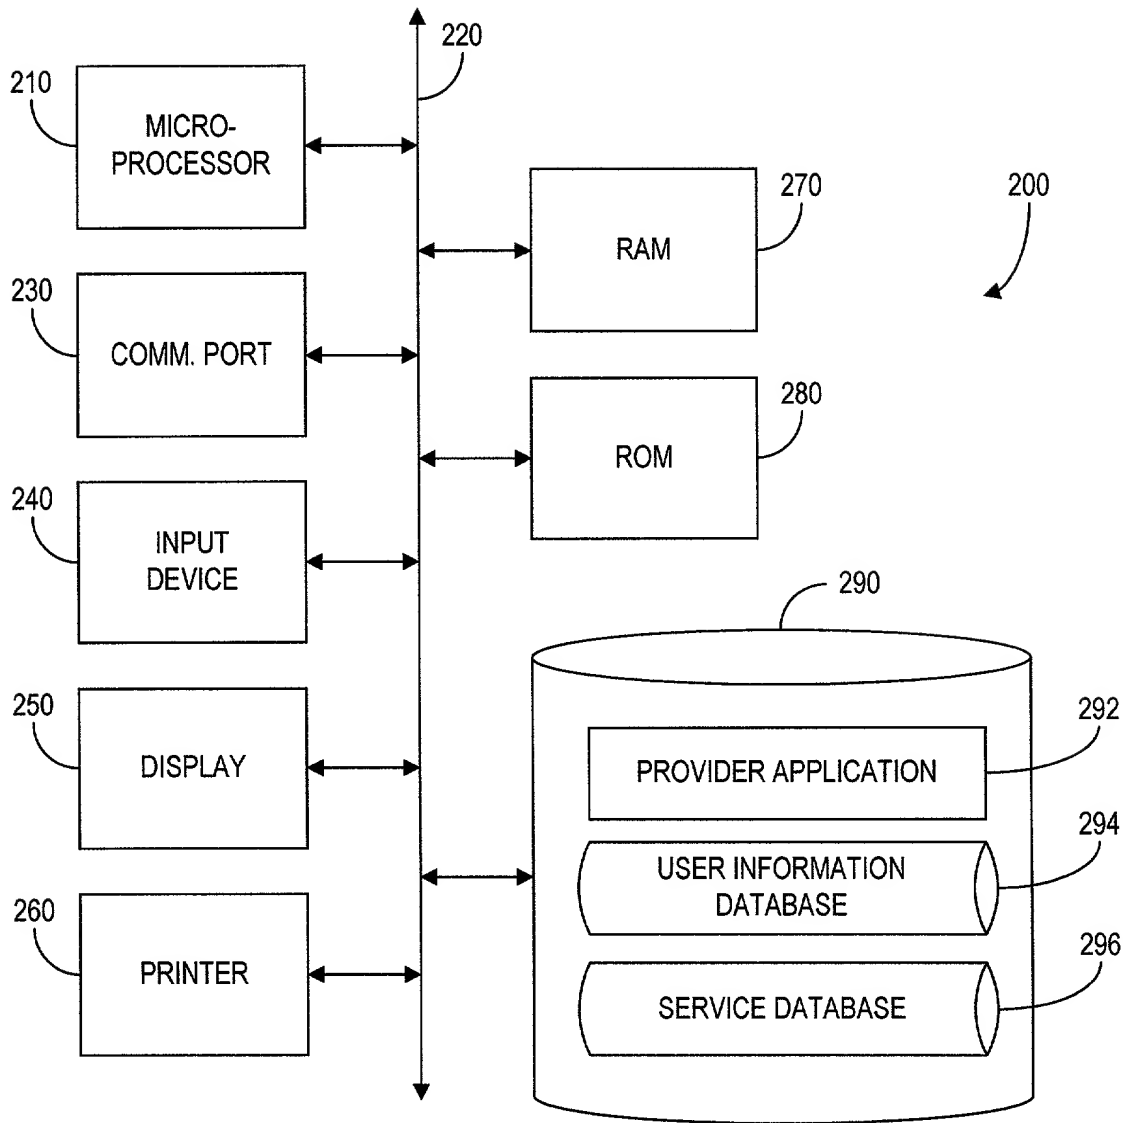 220
210
MICRO-
PROCESSOR
270
RAM
200
230
COMM. PORT
280
ROM
240
INPUT
DEVICE
290
250
DISPLAY
292
PROVIDER APPLICATION
294
USER INFORMATION
DATABASE
260
PRINTER
296
SERVICE DATABASE